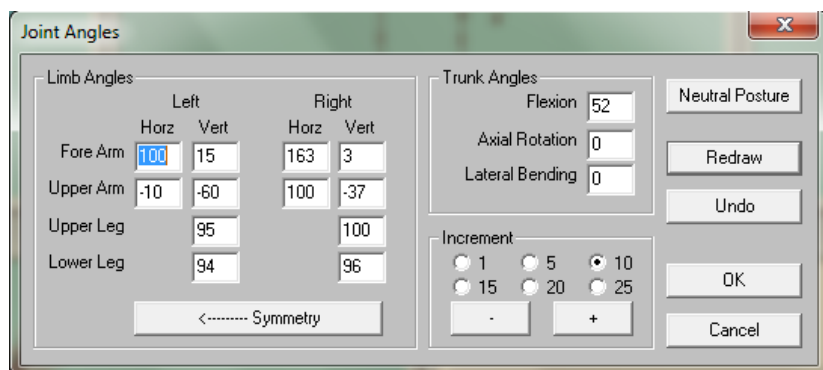 Joint Angles
x
Limb Angles
Left Right
Horz Vert Horz Vert
Fore Arm 100 15 163 3
Upper Arm -10 -60 100 -37
Upper Leg 95 100
Lower Leg 94 96
<-------- Symmetry
Trunk Angles
Flexion 52
Axial Rotation 0
Lateral Bending 0
Increment
1 5 10
15 20 25
- +
Neutral Posture
Redraw
Undo
OK
Cancel